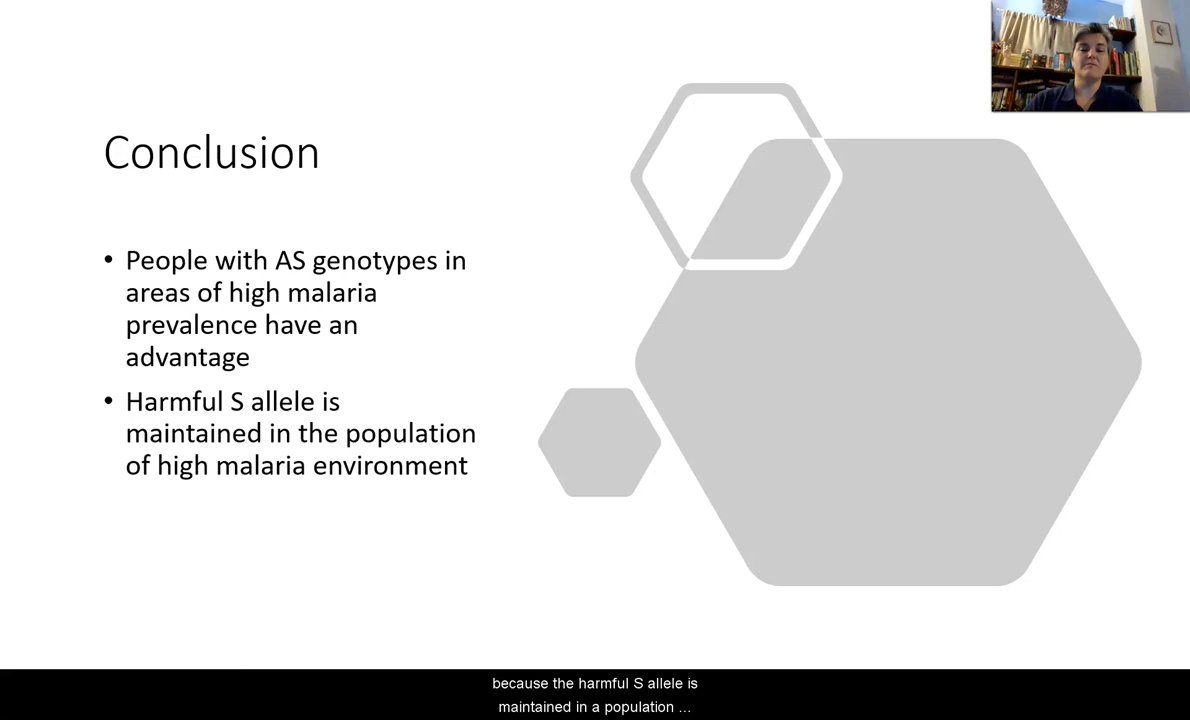 Conclusion
• People with AS genotypes in
areas of high malaria
prevalence have an
advantage
• Harmful S allele is
maintained in the population
of high malaria environment
because the harmful S allele is
maintained in a population ...